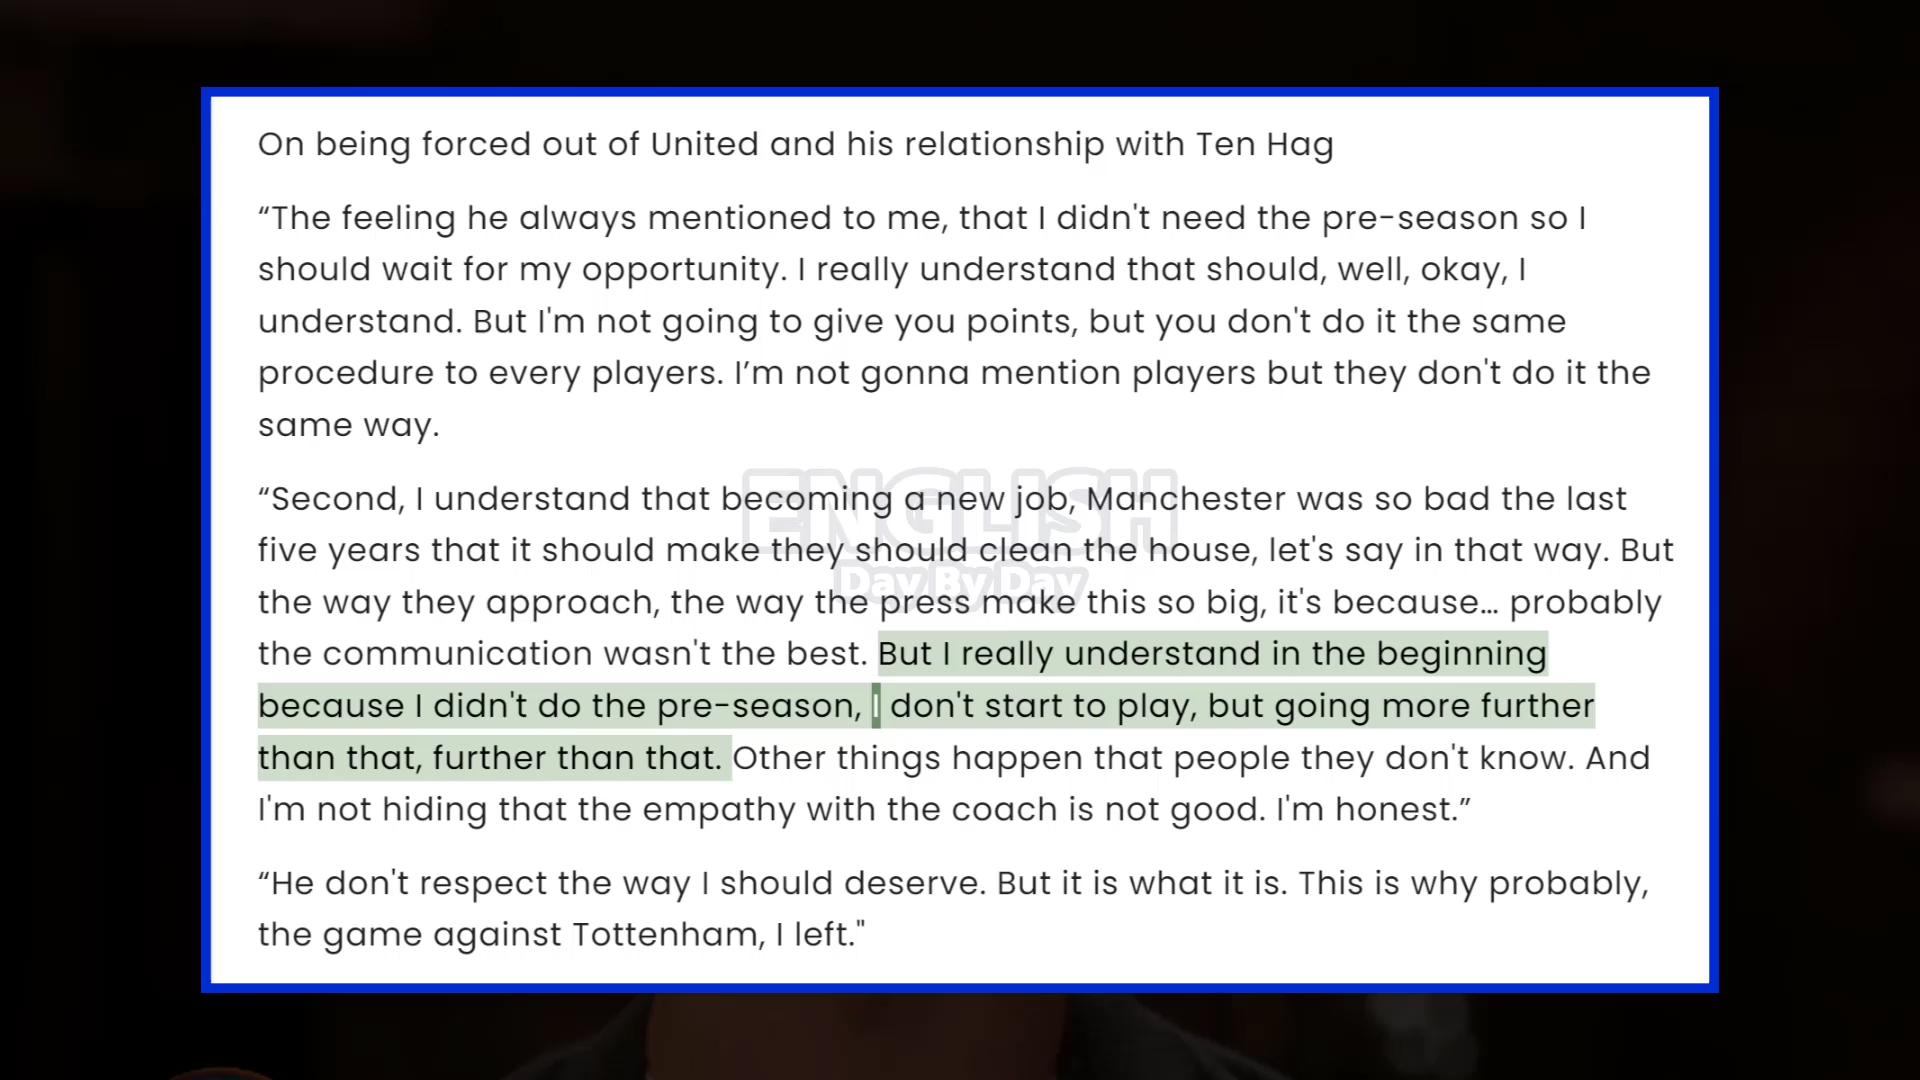 On being forced out of United and his relationship with Ten Hag
“The feeling he always mentioned to me, that I didn't need the pre-season so I
should wait for my opportunity. I really understand that should, well, okay, I
understand. But I'm not going to give you points, but you don't do it the same
procedure to every players. I’m not gonna mention players but they don't do it the
same way.
“Second, I understand that becoming a new job, Manchester was so bad the last
five years that it should make they should clean the house, let's say in that way. But
the way they approach, the way the press make this so big, it's because… probably
the communication wasn't the best. But I really understand in the beginning
because I didn't do the pre-season, I don't start to play, but going more further
than that, further than that. Other things happen that people they don't know. And
I'm not hiding that the empathy with the coach is not good. I'm honest.”
“He don't respect the way I should deserve. But it is what it is. This is why probably,
the game against Tottenham, I left."
ENGLISH
Day By Day